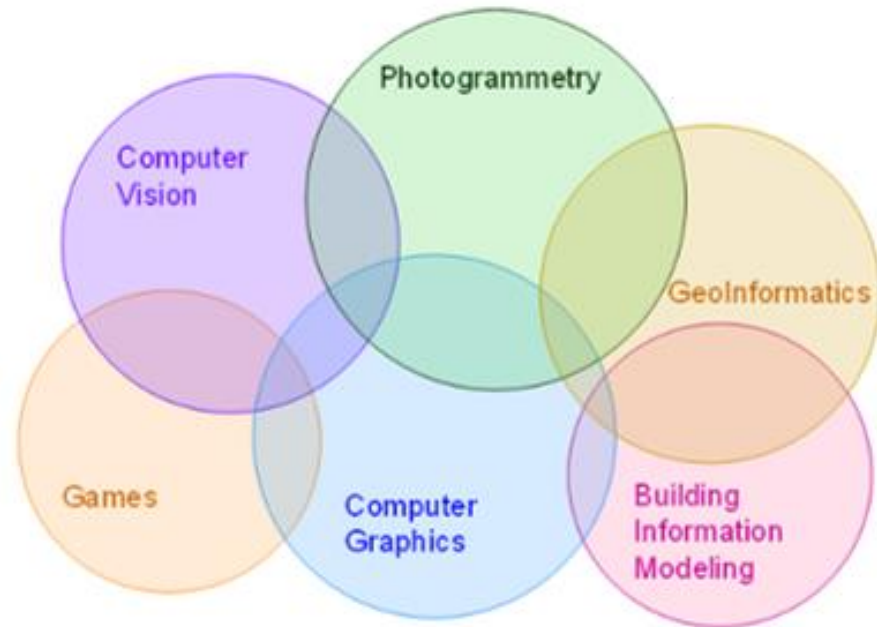 Photogrammetry
Computer
Vision
GeoInformatics
Games
Computer
Graphics
Building
Information
Modeling